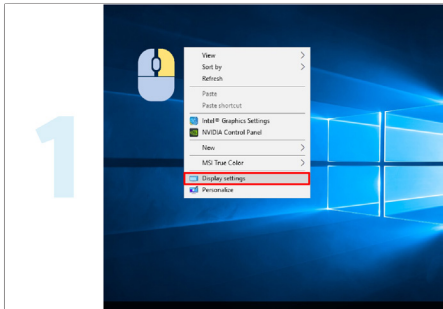 1
View
Sort by
Refresh
Paste
Paste shortcut
Intel® Graphics Settings
NVIDIA Control Panel
New
MSI True Color
Display settings
Personalize